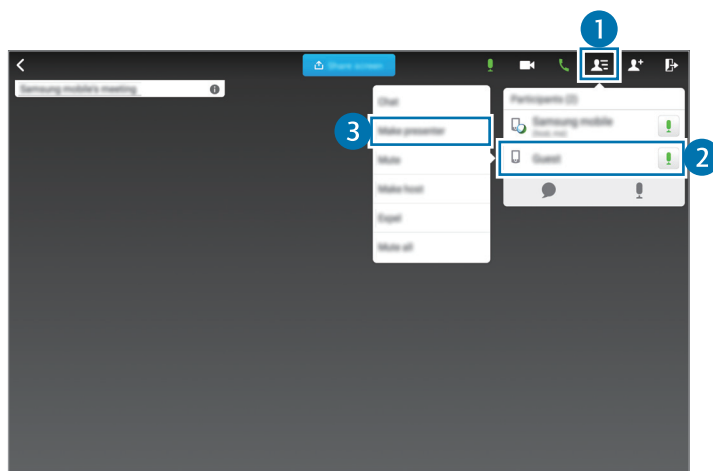 1
Share screen
Samsung mobile's meeting
Chat
Participants (2)
3
Make presenter
Samsung mobile
Mute
Guest
2
Make host
Expel
Mute all